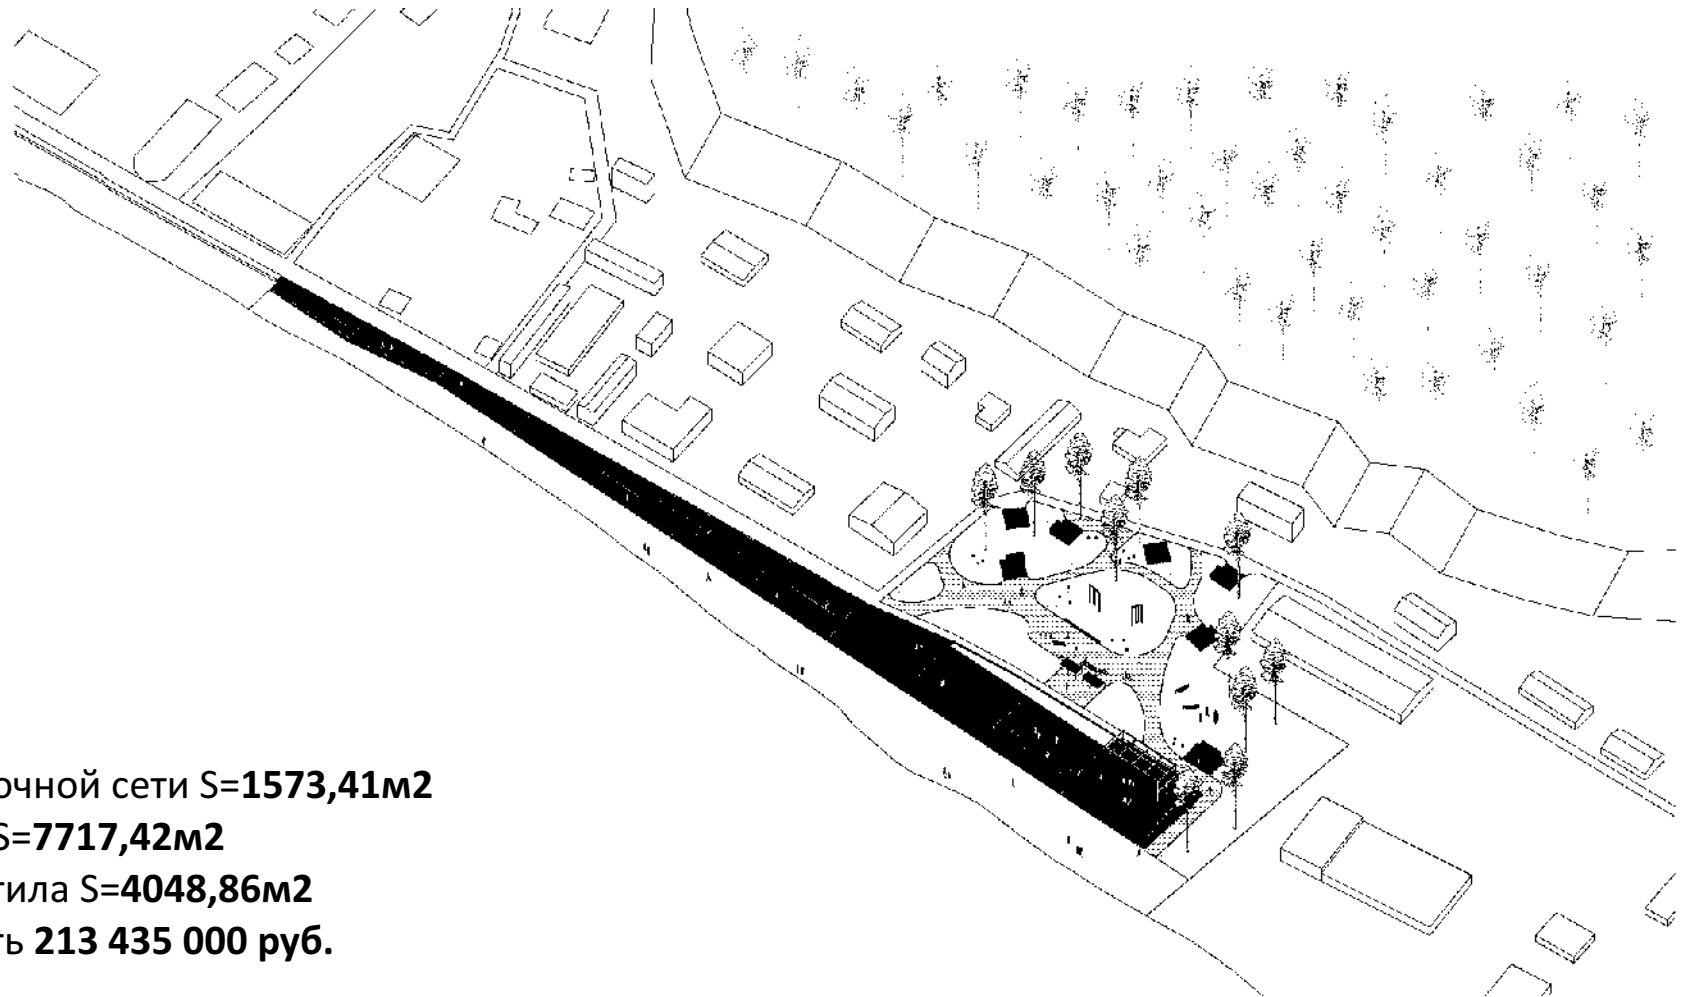 очной сети S=1573,41м2
S=7717,42м2
тила S=4048,86м2
ть 213 435 000 руб.